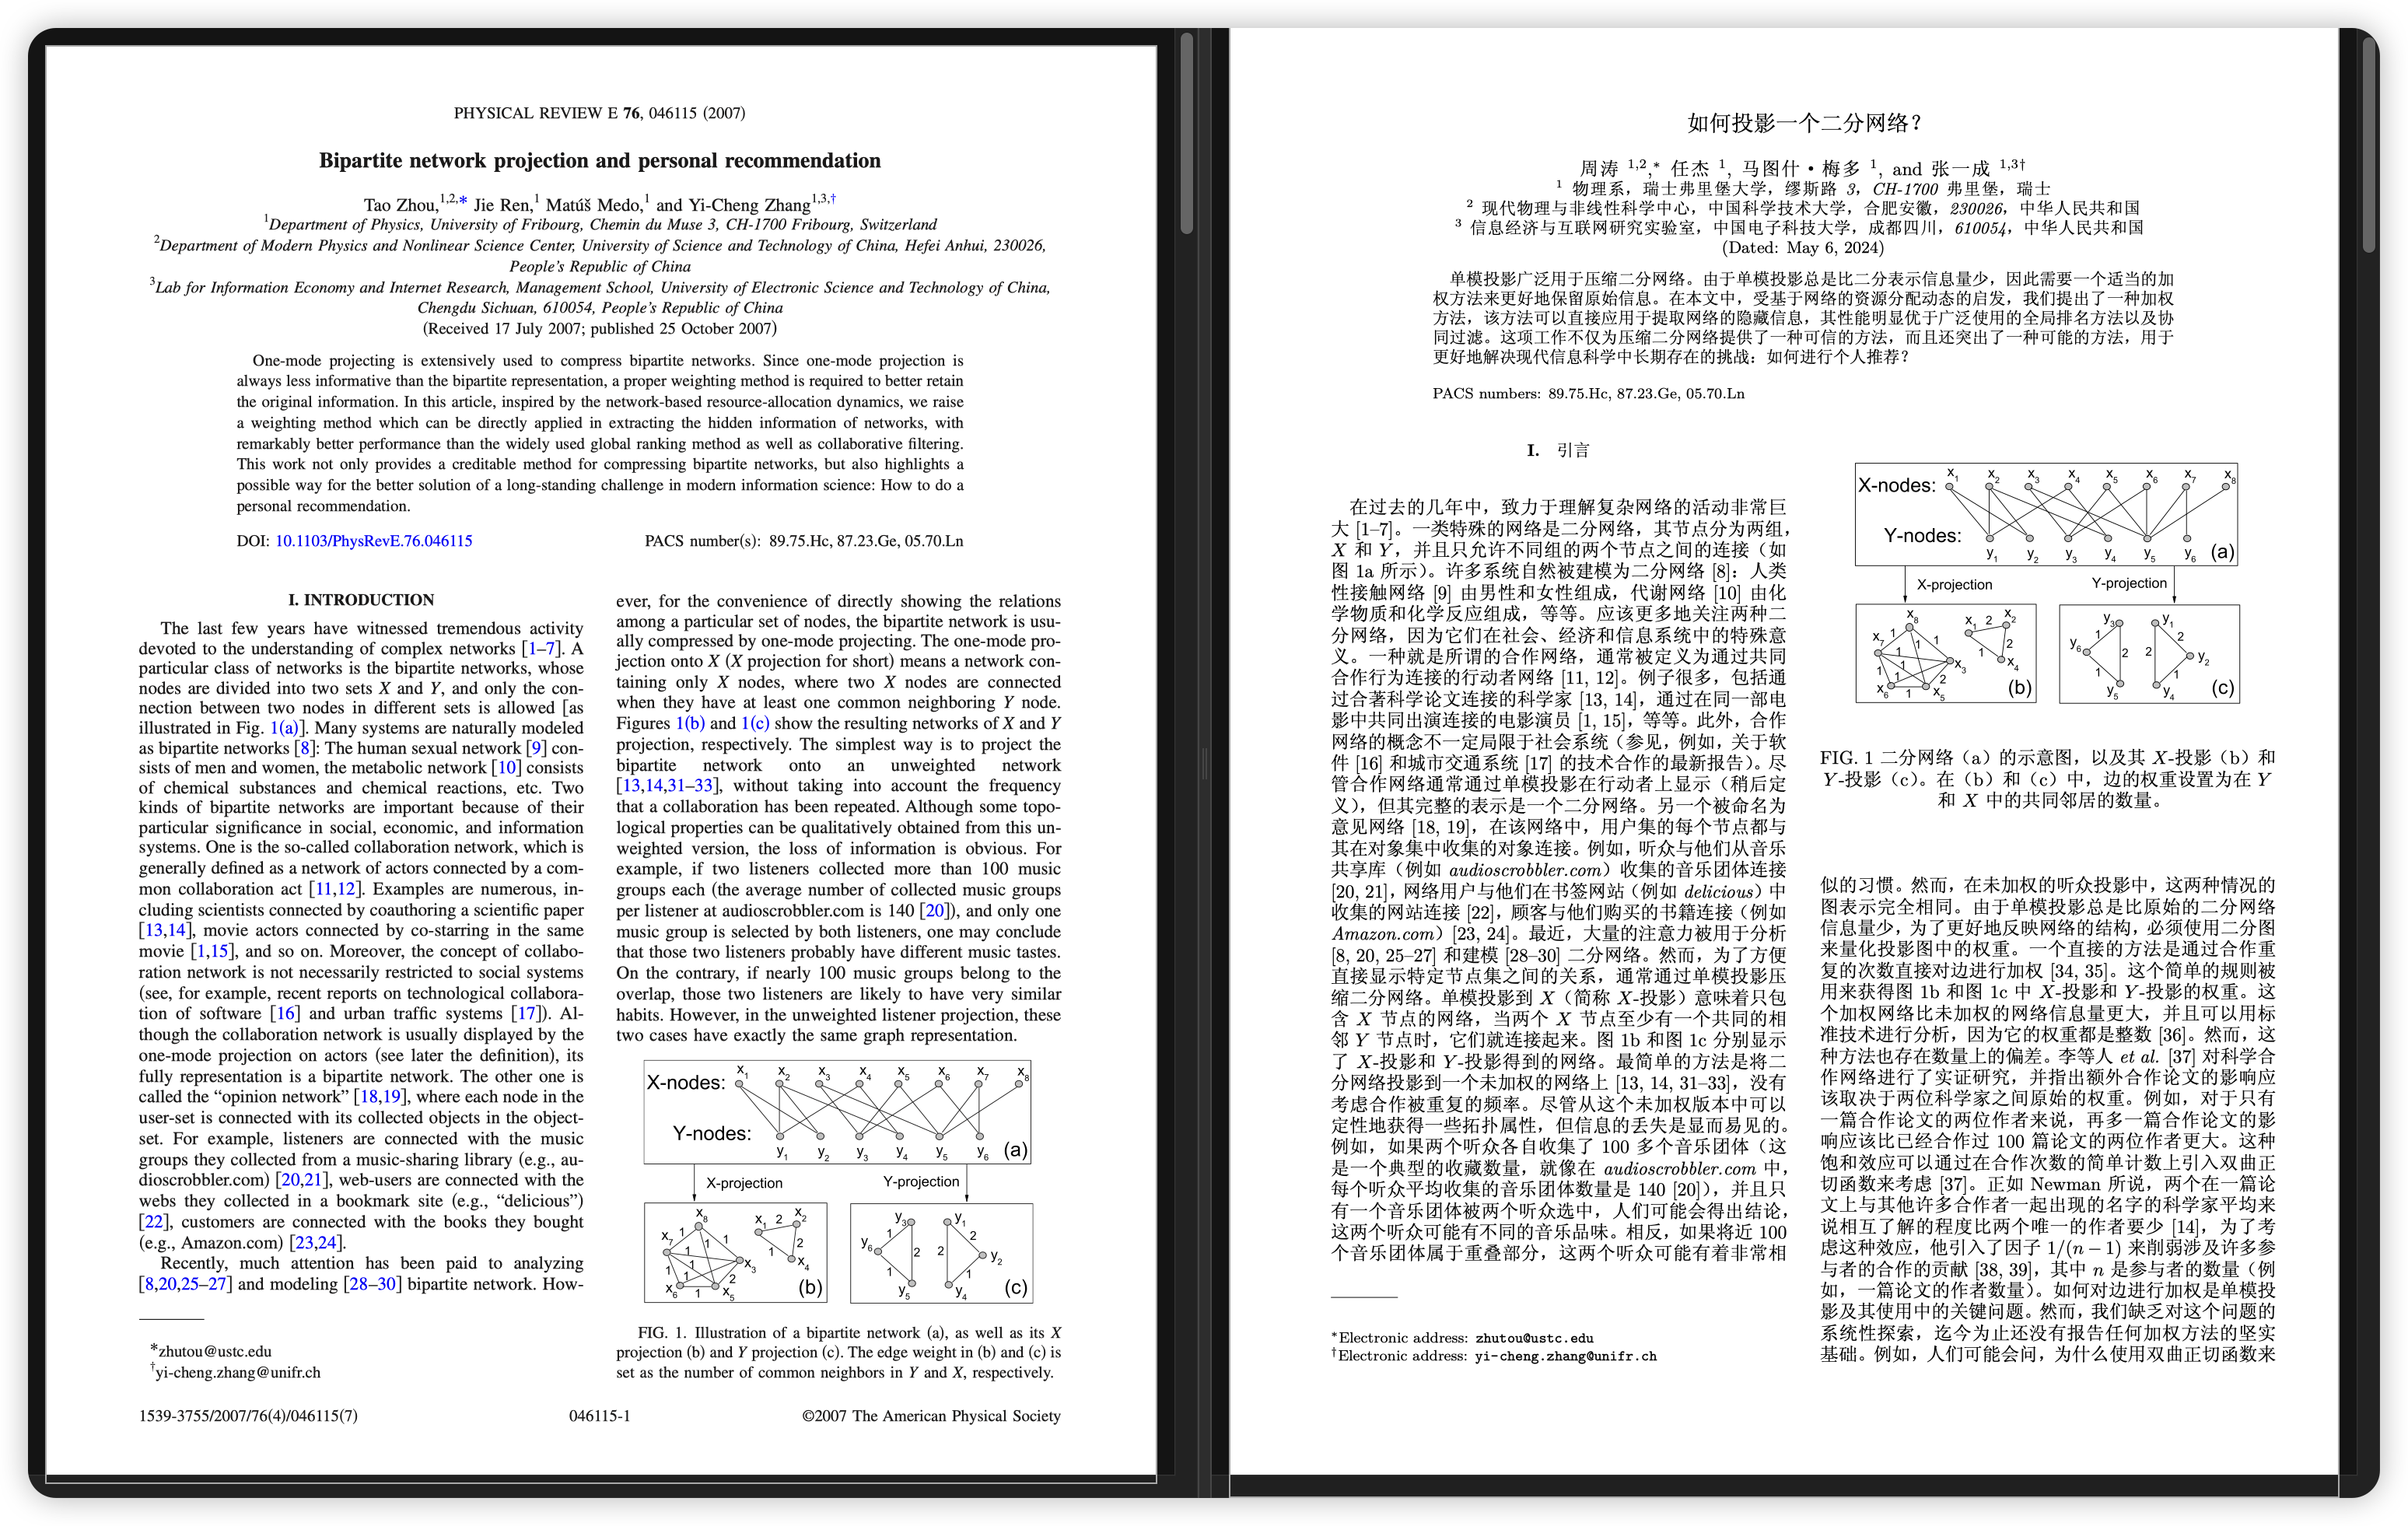 PHYSICAL REVIEW E 76, 046115 (2007)
Bipartite network projection and personal recommendation
Tao Zhou,1,2,* Jie Ren,1 Matúš Medo,1 and Yi-Cheng Zhang1,3,†
1Department of Physics, University of Fribourg, Chemin du Muse 3, CH-1700 Fribourg, Switzerland
2Department of Modern Physics and Nonlinear Science Center, University of Science and Technology of China, Hefei Anhui, 230026,
People's Republic of China
3Lab for Information Economy and Internet Research, Management School, University of Electronic Science and Technology of China,
Chengdu Sichuan, 610054, People's Republic of China
(Received 17 July 2007; published 25 October 2007)
One-mode projecting is extensively used to compress bipartite networks. Since one-mode projection is
always less informative than the bipartite representation, a proper weighting method is required to better retain
the original information. In this article, inspired by the network-based resource-allocation dynamics, we raise
a weighting method which can be directly applied in extracting the hidden information of networks, with
remarkably better performance than the widely used global ranking method as well as collaborative filtering.
This work not only provides a creditable method for compressing bipartite networks, but also highlights a
possible way for the better solution of a long-standing challenge in modern information science: How to do a
personal recommendation.
DOI: 10.1103/PhysRevE.76.046115 PACS number(s): 89.75.Hc, 87.23.Ge, 05.70.Ln
I. INTRODUCTION
The last few years have witnessed tremendous activity
devoted to the understanding of complex networks [1–7]. A
particular class of networks is the bipartite networks, whose
nodes are divided into two sets X and Y, and only the con-
nection between two nodes in different sets is allowed [as
illustrated in Fig. 1(a)]. Many systems are naturally modeled
as bipartite networks [8]: The human sexual network [9] con-
sists of men and women, the metabolic network [10] consists
of chemical substances and chemical reactions, etc. Two
kinds of bipartite networks are important because of their
particular significance in social, economic, and information
systems. One is the so-called collaboration network, which is
generally defined as a network of actors connected by a com-
mon collaboration act [11,12]. Examples are numerous, in-
cluding scientists connected by coauthoring a scientific paper
[13,14], movie actors connected by co-starring in the same
movie [1,15], and so on. Moreover, the concept of collabo-
ration network is not necessarily restricted to social systems
(see, for example, recent reports on technological collabora-
tion of software [16] and urban traffic systems [17]). Al-
though the collaboration network is usually displayed by the
one-mode projection on actors (see later the definition), its
fully representation is a bipartite network. The other one is
called the “opinion network” [18,19], where each node in the
user-set is connected with its collected objects in the object-
set. For example, listeners are connected with the music
groups they collected from a music-sharing library (e.g., au-
dioscrobbler.com) [20,21], web-users are connected with the
webs they collected in a bookmark site (e.g., “delicious”)
[22], customers are connected with the books they bought
(e.g., Amazon.com) [23,24].
Recently, much attention has been paid to analyzing
[8,20,25–27] and modeling [28–30] bipartite network. How-
*zhutou@ustc.edu
†yi-cheng.zhang@unifr.ch
ever, for the convenience of directly showing the relations
among a particular set of nodes, the bipartite network is usu-
ally compressed by one-mode projecting. The one-mode pro-
jection onto X (X projection for short) means a network con-
taining only X nodes, where two X nodes are connected
when they have at least one common neighboring Y node.
Figures 1(b) and 1(c) show the resulting networks of X and Y
projection, respectively. The simplest way is to project the
bipartite network onto an unweighted network
[13,14,31–33], without taking into account the frequency
that a collaboration has been repeated. Although some topo-
logical properties can be qualitatively obtained from this un-
weighted version, the loss of information is obvious. For
example, if two listeners collected more than 100 music
groups each (the average number of collected music groups
per listener at audioscrobbler.com is 140 [20]), and only one
music group is selected by both listeners, one may conclude
that those two listeners probably have different music tastes.
On the contrary, if nearly 100 music groups belong to the
overlap, those two listeners are likely to have very similar
habits. However, in the unweighted listener projection, these
two cases have exactly the same graph representation.
x1 x2 x3 x4 x5 x6 x7 x8
X-nodes:
Y-nodes:
y1 y2 y3 y4 y5 y6 (a)
X-projection Y-projection
x8 x7 x3 x6 x5 1 1 1 1 1 1 1 1 2 x1 2 x2 2 1 x4 (b)
y3 y6 y5 1 2 1 y1 y2 y4 2 2 1 (c)
FIG. 1. Illustration of a bipartite network (a), as well as its X
projection (b) and Y projection (c). The edge weight in (b) and (c) is
set as the number of common neighbors in Y and X, respectively.
1539-3755/2007/76(4)/046115(7) 046115-1 ©2007 The American Physical Society
如何投影一个二分网络？
周涛 1,2,* 任杰 1, 马图什・梅多 1, and 张一成 1,3†
1 物理系，瑞士弗里堡大学，缪斯路 3，CH-1700 弗里堡，瑞士
2 现代物理与非线性科学中心，中国科学技术大学，合肥安徽，230026，中华人民共和国
3 信息经济与互联网研究实验室，中国电子科技大学，成都四川，610054，中华人民共和国
(Dated: May 6, 2024)
单模投影广泛用于压缩二分网络。由于单模投影总是比二分表示信息量少，因此需要一个适当的加
权方法来更好地保留原始信息。在本文中，受基于网络的资源分配动态的启发，我们提出了一种加权
方法，该方法可以直接应用于提取网络的隐藏信息，其性能明显优于广泛使用的全局排名方法以及协
同过滤。这项工作不仅为压缩二分网络提供了一种可信的方法，而且还突出了一种可能的方法，用于
更好地解决现代信息科学中长期存在的挑战：如何进行个人推荐？
PACS numbers: 89.75.Hc, 87.23.Ge, 05.70.Ln
I. 引言
在过去的几年中，致力于理解复杂网络的活动非常巨
大 [1–7]。一类特殊的网络是二分网络，其节点分为两组，
X 和 Y，并且只允许不同组的两个节点之间的连接（如
图 1a 所示）。许多系统自然被建模为二分网络 [8]：人类
性接触网络 [9] 由男性和女性组成，代谢网络 [10] 由化
学物质和化学反应组成，等等。应该更多地关注两种二
分网络，因为它们在社会、经济和信息系统中的特殊意
义。一种就是所谓的合作网络，通常被定义为通过共同
合作行为连接的行动者网络 [11, 12]。例子很多，包括通
过合著科学论文连接的科学家 [13, 14]，通过在同一部电
影中共同出演连接的电影演员 [1, 15]，等等。此外，合作
网络的概念不一定局限于社会系统（参见，例如，关于软
件 [16] 和城市交通系统 [17] 的技术合作的最新报告）。尽
管合作网络通常通过单模投影在行动者上显示（稍后定
义），但其完整的表示是一个二分网络。另一个被命名为
意见网络 [18, 19]，在该网络中，用户集的每个节点都与
其在对象集中收集的对象连接。例如，听众与他们从音乐
共享库（例如 audioscrobbler.com）收集的音乐团体连接
[20, 21]，网络用户与他们在书签网站（例如 delicious）中
收集的网站连接 [22]，顾客与他们购买的书籍连接（例如
Amazon.com）[23, 24]。最近，大量的注意力被用于分析
[8, 20, 25–27] 和建模 [28–30] 二分网络。然而，为了方便
直接显示特定节点集之间的关系，通常通过单模投影压
缩二分网络。单模投影到 X（简称 X-投影）意味着只包
含 X 节点的网络，当两个 X 节点至少有一个共同的相
邻 Y 节点时，它们就连接起来。图 1b 和图 1c 分别显示
了 X-投影和 Y-投影得到的网络。最简单的方法是将二
分网络投影到一个未加权的网络上 [13, 14, 31–33]，没有
考虑合作被重复的频率。尽管从这个未加权版本中可以
定性地获得一些拓扑属性，但信息的丢失是显而易见的。
例如，如果两个听众各自收集了 100 多个音乐团体（这
是一个典型的收藏数量，就像在 audioscrobbler.com 中，
每个听众平均收集的音乐团体数量是 140 [20]），并且只
有一个音乐团体被两个听众选中，人们可能会得出结论，
这两个听众可能有不同的音乐品味。相反，如果将近 100
个音乐团体属于重叠部分，这两个听众可能有着非常相
*Electronic address: zhutou@ustc.edu
†Electronic address: yi-cheng.zhang@unifr.ch
x1 x2 x3 x4 x5 x6 x7 x8
X-nodes:
Y-nodes:
y1 y2 y3 y4 y5 y6 (a)
X-projection Y-projection
x8 x7 x3 x6 x5 1 1 1 1 1 1 1 1 2 x1 2 x2 2 1 x4 (b)
y3 y6 y5 1 2 1 y1 y2 y4 2 2 1 (c)
FIG. 1 二分网络（a）的示意图，以及其 X-投影（b）和
Y-投影（c）。在（b）和（c）中，边的权重设置为在 Y
和 X 中的共同邻居的数量。
似的习惯。然而，在未加权的听众投影中，这两种情况的
图表示完全相同。由于单模投影总是比原始的二分网络
信息量少，为了更好地反映网络的结构，必须使用二分图
来量化投影图中的权重。一个直接的方法是通过合作重
复的次数直接对边进行加权 [34, 35]。这个简单的规则被
用来获得图 1b 和图 1c 中 X-投影和 Y-投影的权重。这
个加权网络比未加权的网络信息量更大，并且可以用标
准技术进行分析，因为它的权重都是整数 [36]。然而，这
种方法也存在数量上的偏差。李等人 et al. [37] 对科学合
作网络进行了实证研究，并指出额外合作论文的影响应
该取决于两位科学家之间原始的权重。例如，对于只有
一篇合作论文的两位作者来说，再多一篇合作论文的影
响应该比已经合作过 100 篇论文的两位作者更大。这种
饱和效应可以通过在合作次数的简单计数上引入双曲正
切函数来考虑 [37]。正如 Newman 所说，两个在一篇论
文上与其他许多合作者一起出现的名字的科学家平均来
说相互了解的程度比两个唯一的作者要少 [14]，为了考
虑这种效应，他引入了因子 1/(n − 1) 来削弱涉及许多参
与者的合作的贡献 [38, 39]，其中 n 是参与者的数量（例
如，一篇论文的作者数量）。如何对边进行加权是单模投
影及其使用中的关键问题。然而，我们缺乏对这个问题的
系统性探索，迄今为止还没有报告任何加权方法的坚实
基础。例如，人们可能会问，为什么使用双曲正切函数来